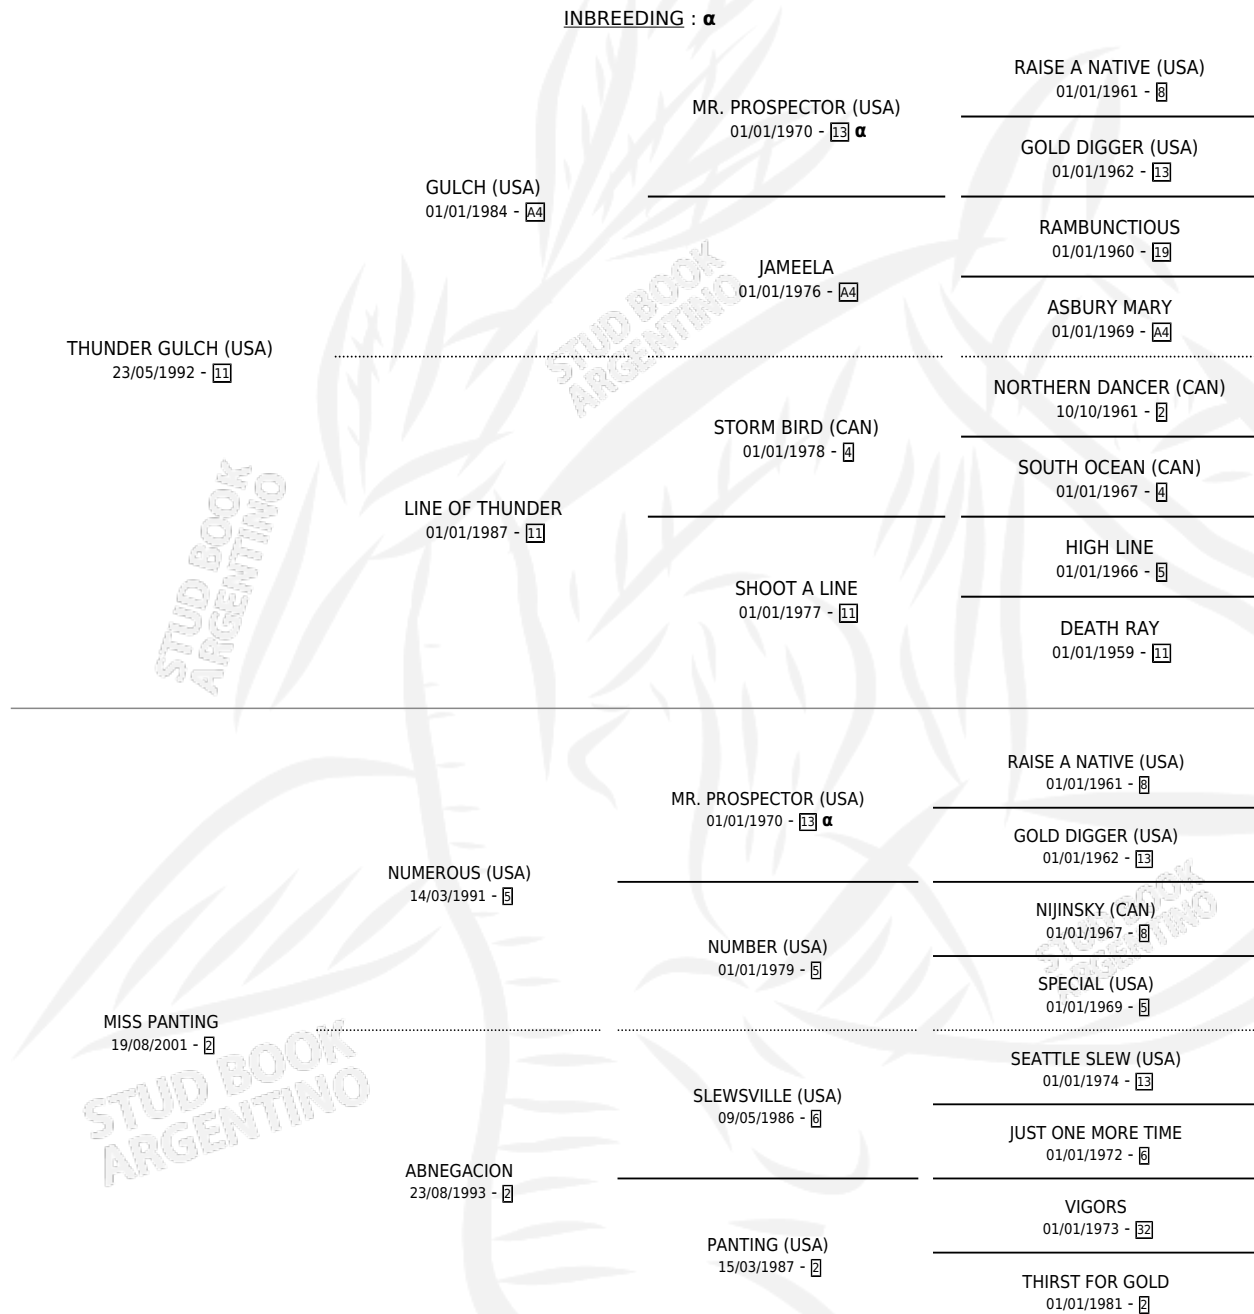 INBREEDING : α
RAISE A NATIVE (USA)
01/01/1961 - 8
MR. PROSPECTOR (USA)
01/01/1970 - 13 α
GOLD DIGGER (USA)
01/01/1962 - 13
GULCH (USA)
01/01/1984 - A4
RAMBUNCTIOUS
01/01/1960 - 19
JAMEELA
01/01/1976 - A4
ASBURY MARY
01/01/1969 - A4
THUNDER GULCH (USA)
23/05/1992 - 11
NORTHERN DANCER (CAN)
10/10/1961 - 2
STORM BIRD (CAN)
01/01/1978 - 4
SOUTH OCEAN (CAN)
01/01/1967 - 4
LINE OF THUNDER
01/01/1987 - 11
HIGH LINE
01/01/1966 - 5
SHOOT A LINE
01/01/1977 - 11
DEATH RAY
01/01/1959 - 11
RAISE A NATIVE (USA)
01/01/1961 - 8
MR. PROSPECTOR (USA)
01/01/1970 - 13 α
GOLD DIGGER (USA)
01/01/1962 - 13
NUMEROUS (USA)
14/03/1991 - 5
NIJINSKY (CAN)
01/01/1967 - 8
NUMBER (USA)
01/01/1979 - 5
SPECIAL (USA)
01/01/1969 - 5
MISS PANTING
19/08/2001 - 2
SEATTLE SLEW (USA)
01/01/1974 - 13
SLEWSVILLE (USA)
09/05/1986 - 6
JUST ONE MORE TIME
01/01/1972 - 6
ABNEGACION
23/08/1993 - 2
VIGORS
01/01/1973 - 32
PANTING (USA)
15/03/1987 - 2
THIRST FOR GOLD
01/01/1981 - 2
STUD BOOK
ARGENTINO
STUD BOOK
ARGENTINO
STUD BOOK
ARGENTINO
STUD BOOK
ARGENTINO